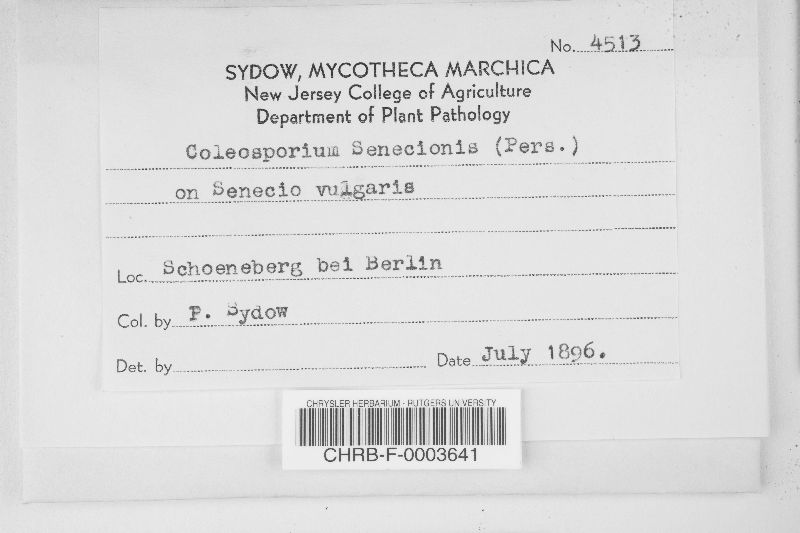 No. 4513
SYDOW, MYCOTHECA MARCHICA
New Jersey College of Agriculture
Department of Plant Pathology
Coleosporium Senecionis (Pers.)
on Senecio vulgaris
Loc. Schoeneberg bei Berlin
Col. by P. Sydow
Det. by Date July 1896.
CHRYSLER HERBARIUM - RUTGERS UNIVERSITY
CHRB-F-0003641